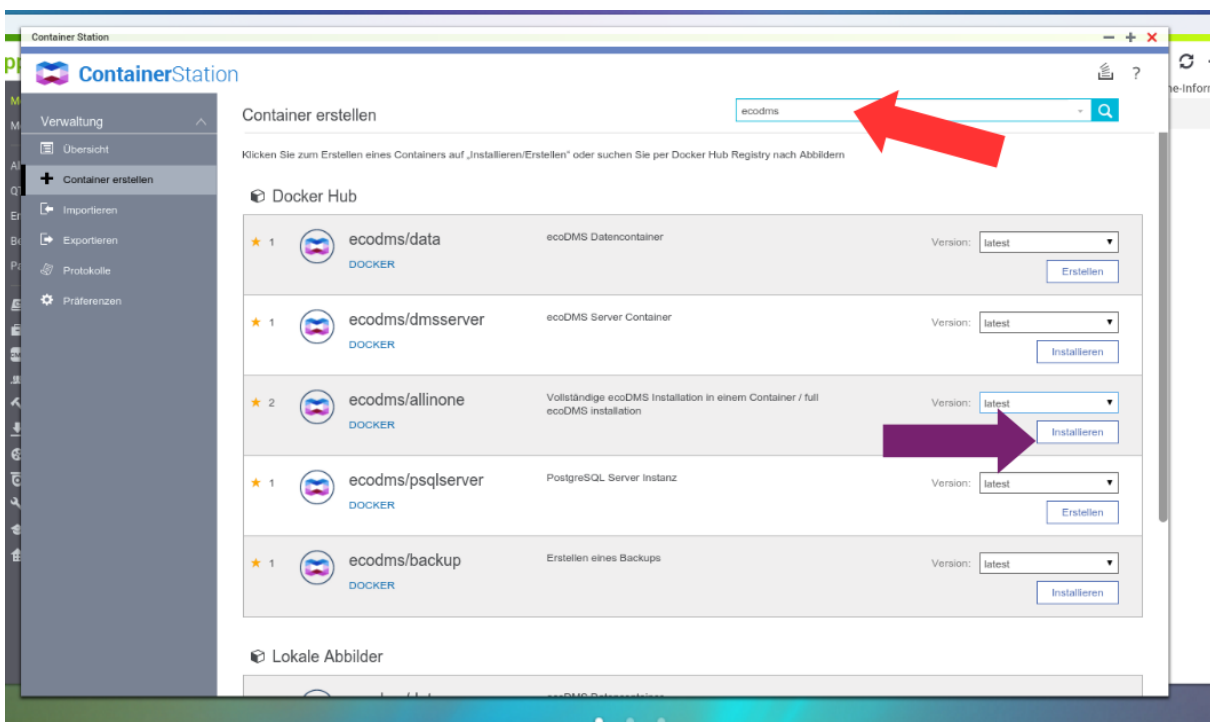 Container Station
ContainerStation
?
Verwaltung
Übersicht
Container erstellen
Importieren
Exportieren
Protokolle
Präferenzen
Container erstellen
ecodms
Klicken Sie zum Erstellen eines Containers auf „Installieren/Erstellen" oder suchen Sie per Docker Hub Registry nach Abbildern
Docker Hub
1 ecodms/data ecoDMS Datencontainer Version: latest
DOCKER Erstellen
1 ecodms/dmsserver ecoDMS Server Container Version: latest
DOCKER Installieren
2 ecodms/allinone Vollständige ecoDMS Installation in einem Container / full Version: latest
ecoDMS installation
DOCKER Installieren
1 ecodms/psqlserver PostgreSQL Server Instanz Version: latest
DOCKER Erstellen
1 ecodms/backup Erstellen eines Backups Version: latest
DOCKER Installieren
Lokale Abbilder